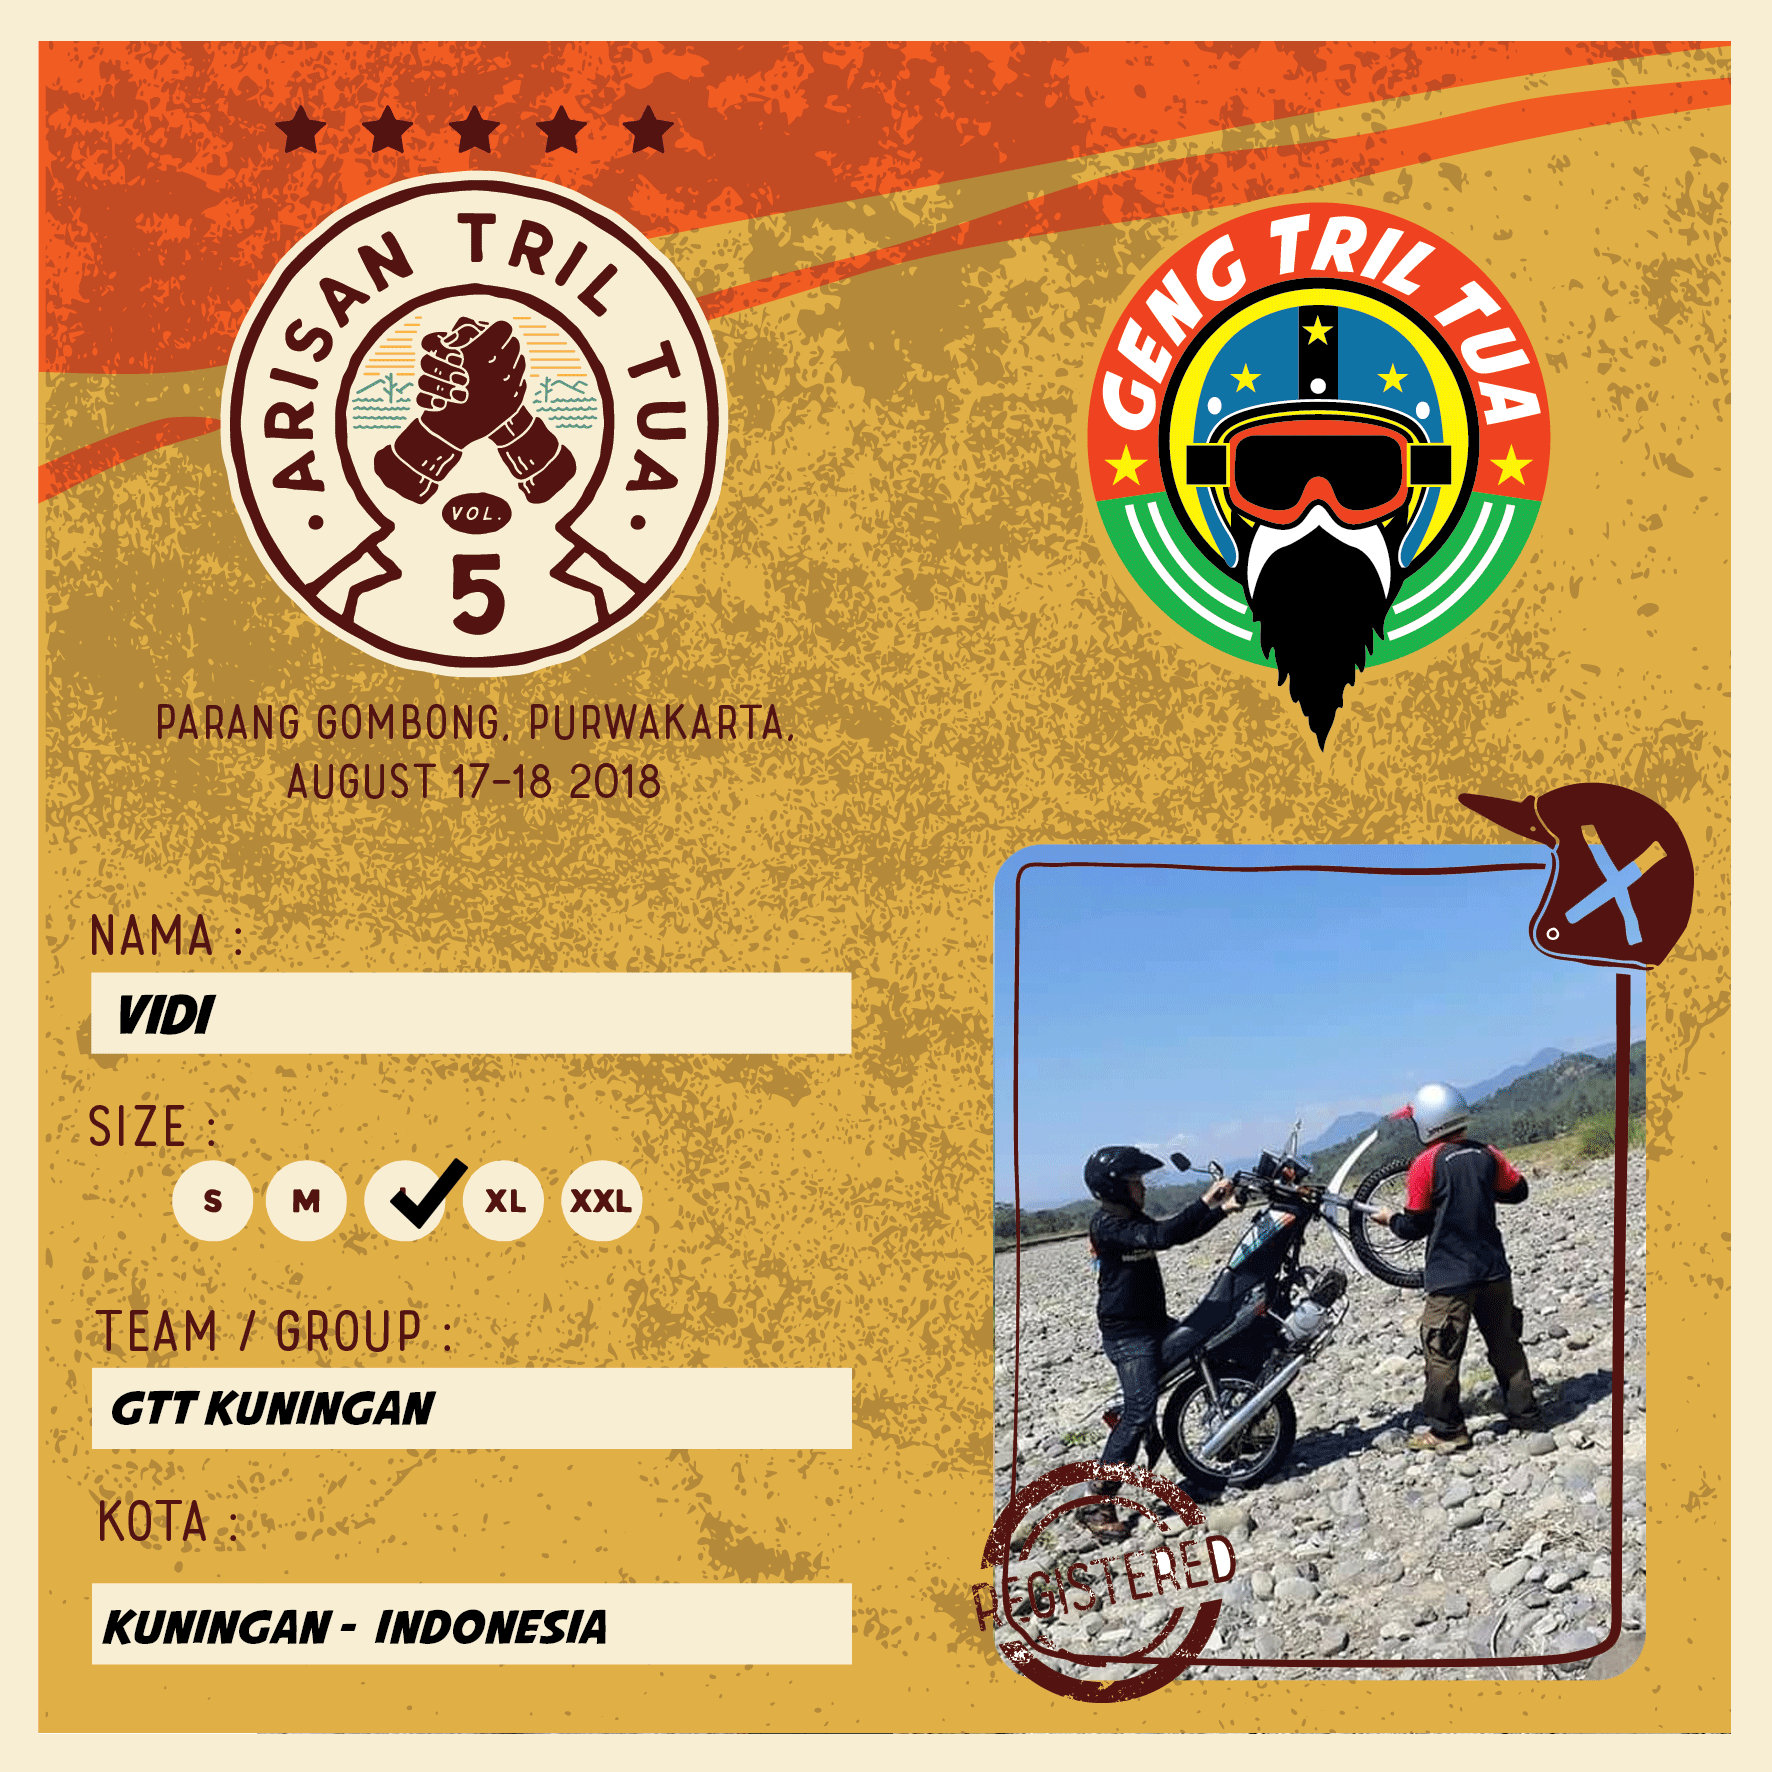 ARISAN TRIL TUA
VOL.
5
PARANG GOMBONG, PURWAKARTA,
AUGUST 17-18 2018
GENG TRIL TUA
NAMA :
VIDI
SIZE :
S M XL XXL
TEAM / GROUP :
GTT KUNINGAN
KOTA :
KUNINGAN - INDONESIA
REGISTERED